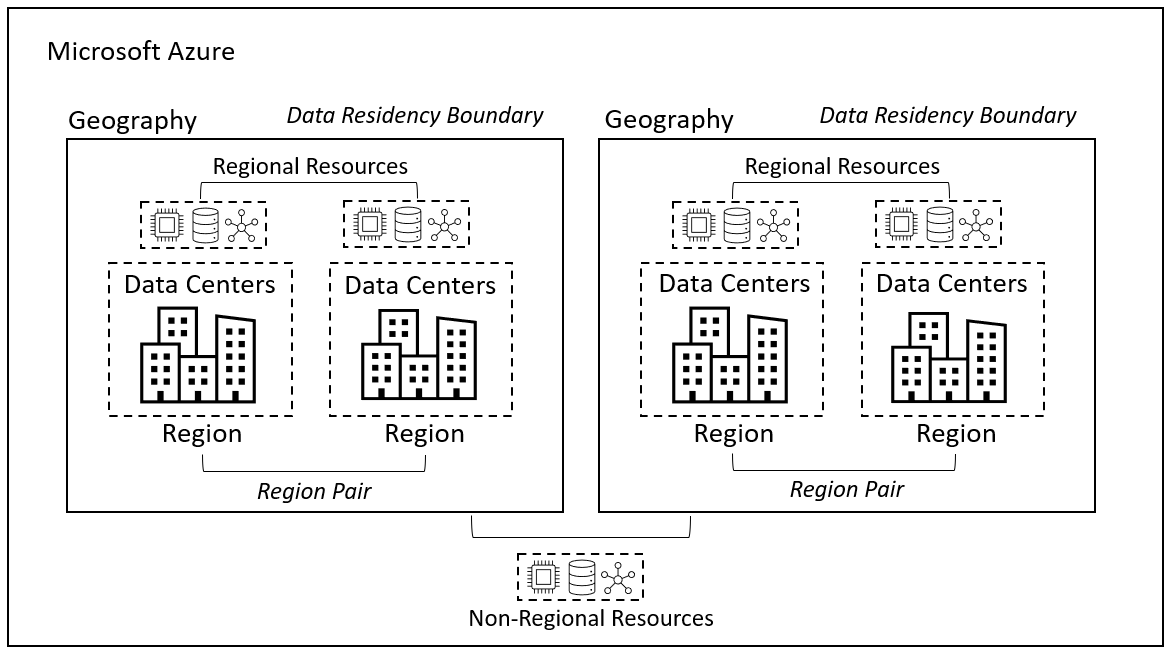 Microsoft Azure
Geography
Data Residency Boundary
Regional Resources
Data Centers
Data Centers
Region
Region
Region Pair
Geography
Data Residency Boundary
Regional Resources
Data Centers
Data Centers
Region
Region
Region Pair
Non-Regional Resources